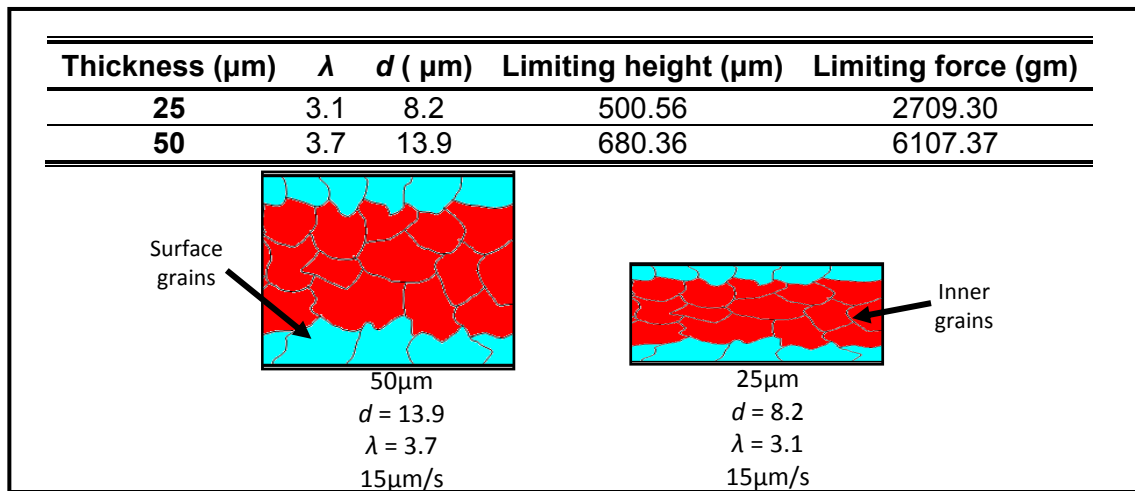 Thickness (µm) λ d ( µm) Limiting height (µm) Limiting force (gm)
25 3.1 8.2 500.56 2709.30
50 3.7 13.9 680.36 6107.37
Surface
grains
Inner
grains
50µm
d = 13.9
λ = 3.7
15µm/s
25µm
d = 8.2
λ = 3.1
15µm/s